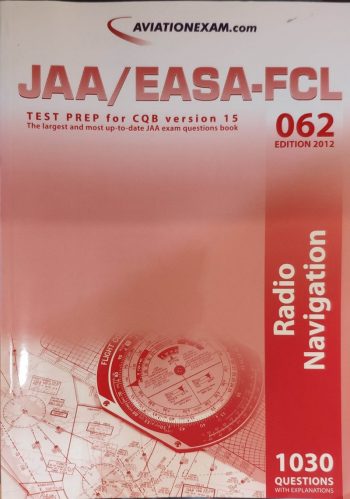 AVIATIONEXAM.com
JAA/EASA-FCL
TEST PREP for CQB version 15
The largest and most up-to-date JAA exam questions book
062
EDITION 2012
Radio
Navigation
FLIGHT
1030
QUESTIONS
WITH EXPLANATIONS